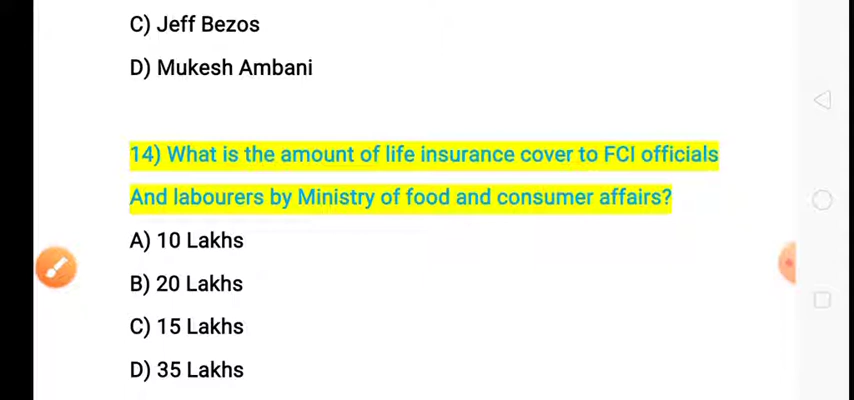 C) Jeff Bezos
D) Mukesh Ambani
14) What is the amount of life insurance cover to FCI officials
And labourers by Ministry of food and consumer affairs?
A) 10 Lakhs
B) 20 Lakhs
C) 15 Lakhs
D) 35 Lakhs